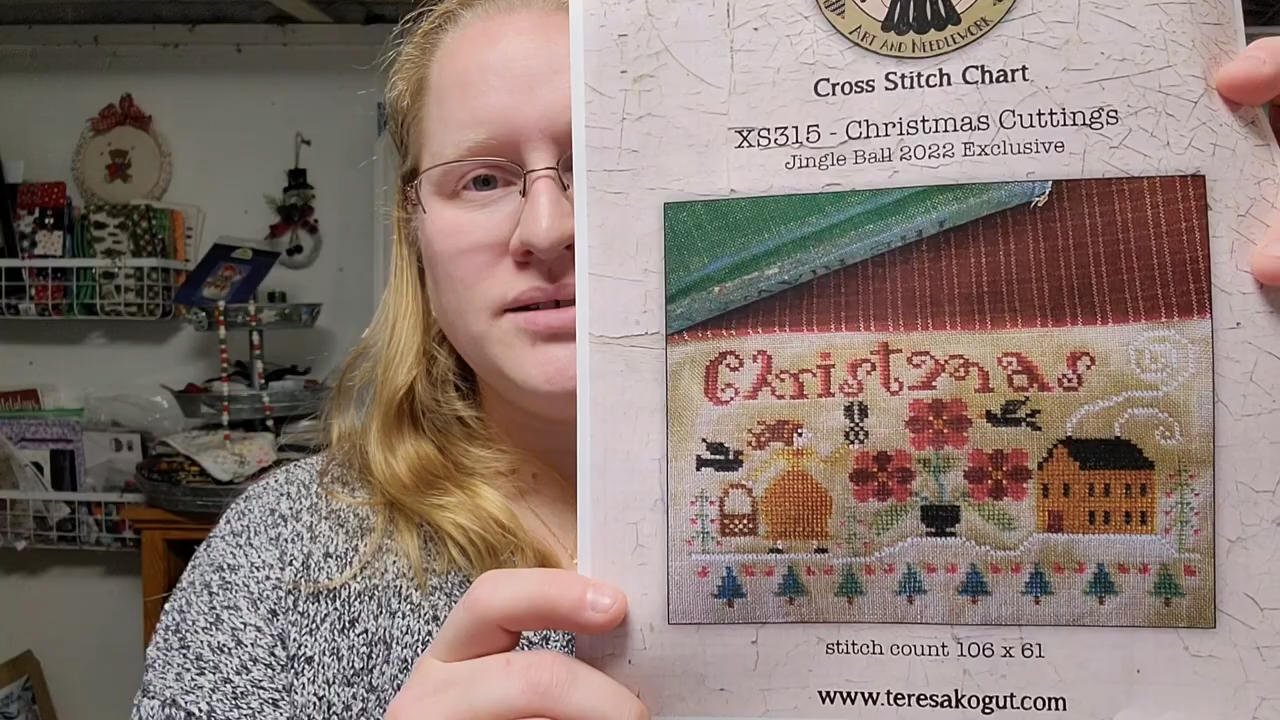 ART AND NEEDLEWORK
Cross Stitch Chart
XS315 - Christmas Cuttings
Jingle Ball 2022 Exclusive
Christmas
stitch count 106 x 61
www.teresakogut.com